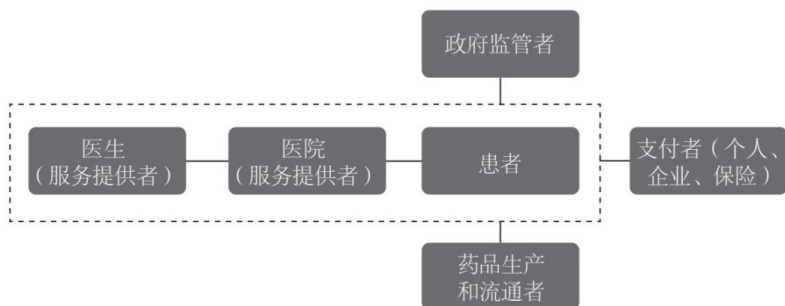 政府监管者
医生
（服务提供者）
医院
（服务提供者）
患者
支付者（个人、
企业、保险）
药品生产
和流通者